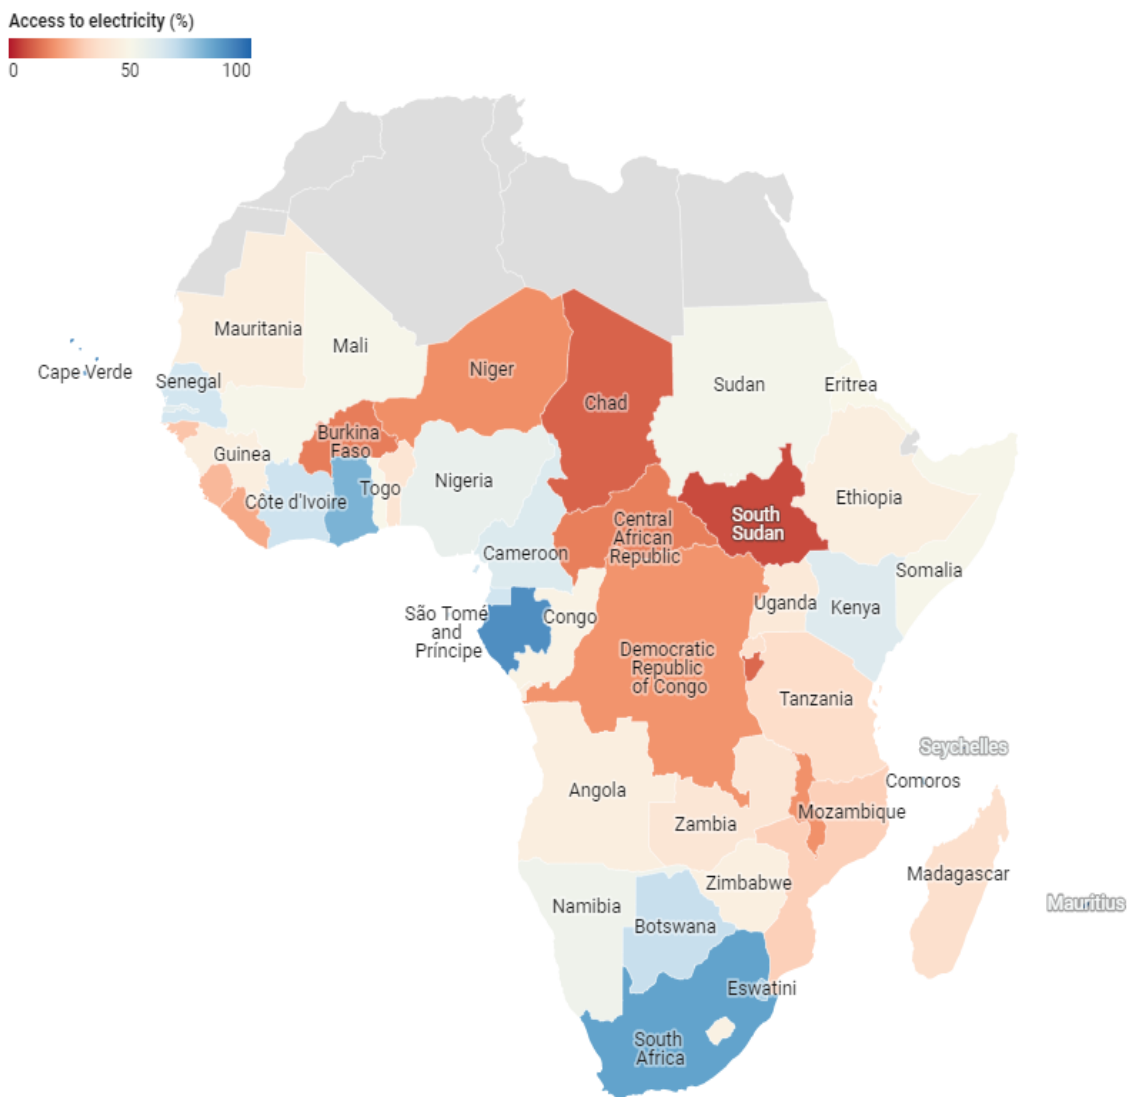 Access to electricity (%)
0 50 100
Mauritania
Mali
Niger
Chad
Sudan
Eritrea
Cape Verde
Senegal
Burkina
Faso
Guinea
Côte d'Ivoire
Togo
Nigeria
Ethiopia
South
Sudan
Central
African
Republic
Cameroon
Somalia
São Tomé
and
Príncipe
Congo
Uganda
Kenya
Democratic
Republic
of Congo
Tanzania
Seychelles
Comoros
Angola
Mozambique
Zambia
Madagascar
Zimbabwe
Mauritius
Namibia
Botswana
Eswatini
South
Africa